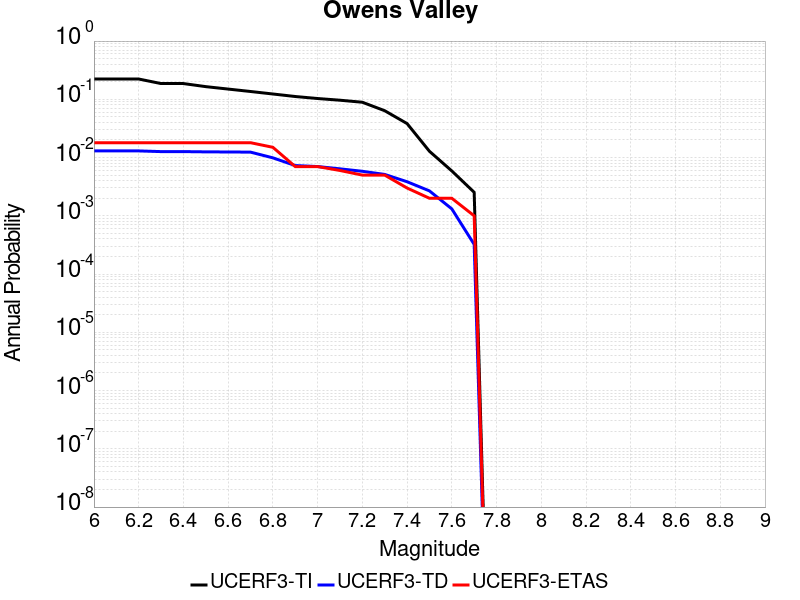 Owens Valley
Annual Probability
10^0
10^-1
10^-2
10^-3
10^-4
10^-5
10^-6
10^-7
10^-8
6 6.2 6.4 6.6 6.8 7 7.2 7.4 7.6 7.8 8 8.2 8.4 8.6 8.8 9
Magnitude
UCERF3-TI UCERF3-TD UCERF3-ETAS